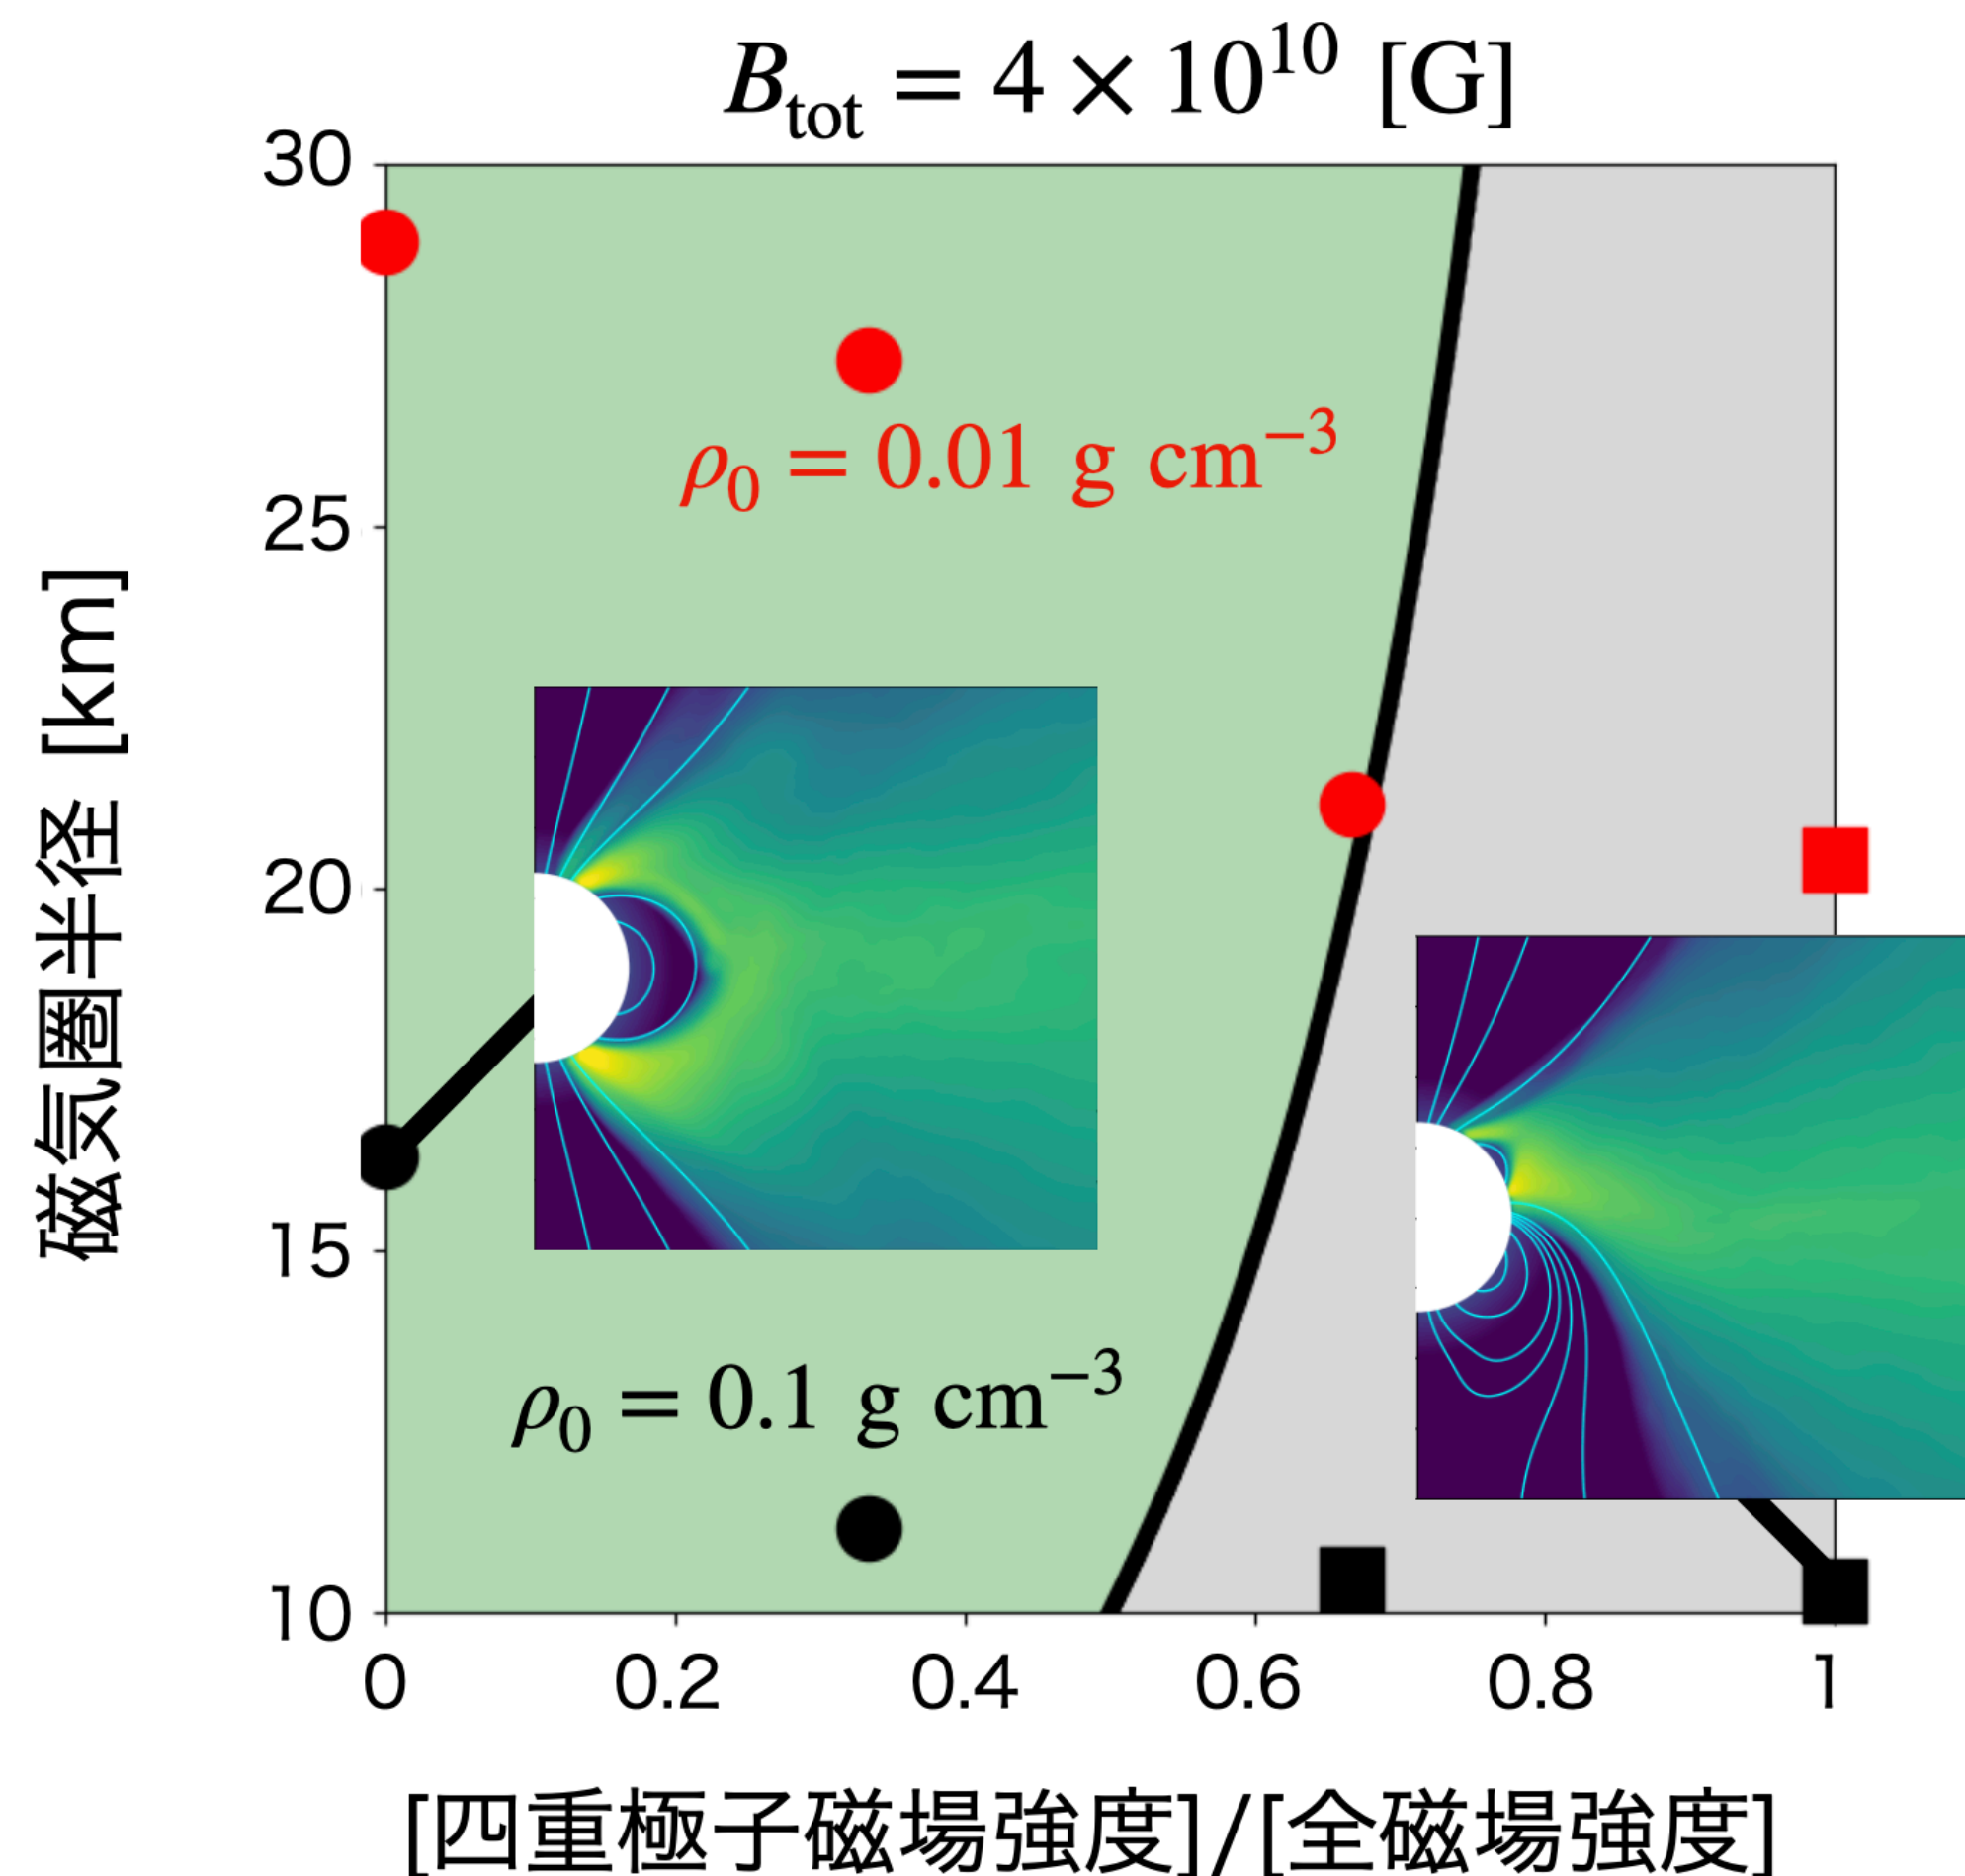 B_tot = 4 × 10^10 [G]
磁気圏半径 [km]
30
25
20
15
10
ρ_0 = 0.01 g cm^−3
ρ_0 = 0.1 g cm^−3
0 0.2 0.4 0.6 0.8 1
[四重極子磁場強度]/[全磁場強度]